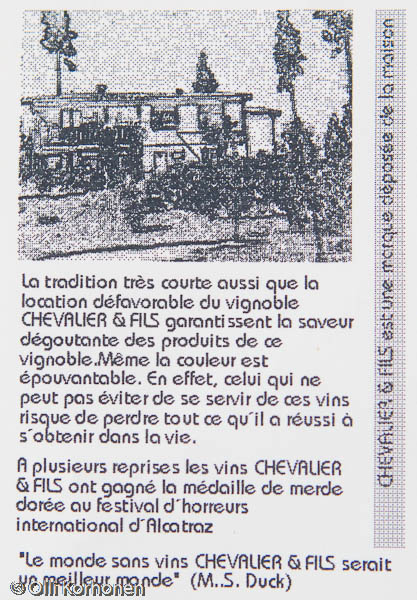 La tradition très courte aussi que la
location défavorable du vignoble
CHEVALIER & FILS garantissent la saveur
dégoutante des produits de ce
vignoble.Même la couleur est
épouvantable. En effet, celui qui ne
peut pas éviter de se servir de ces vins
risque de perdre tout ce qu´il a réussi à
s´obtenir dans la vie.
A plusieurs reprises les vins CHEVALIER
& FILS ont gagné la médaille de merde
dorée au festival d´horreurs
international d´Alcatraz
"Le monde sans vins CHEVALIER & FILS serait
un meilleur monde" (M..S. Duck)
CHEVALIER & FILS est une marque déposée de la maison
© Olli Kornonen